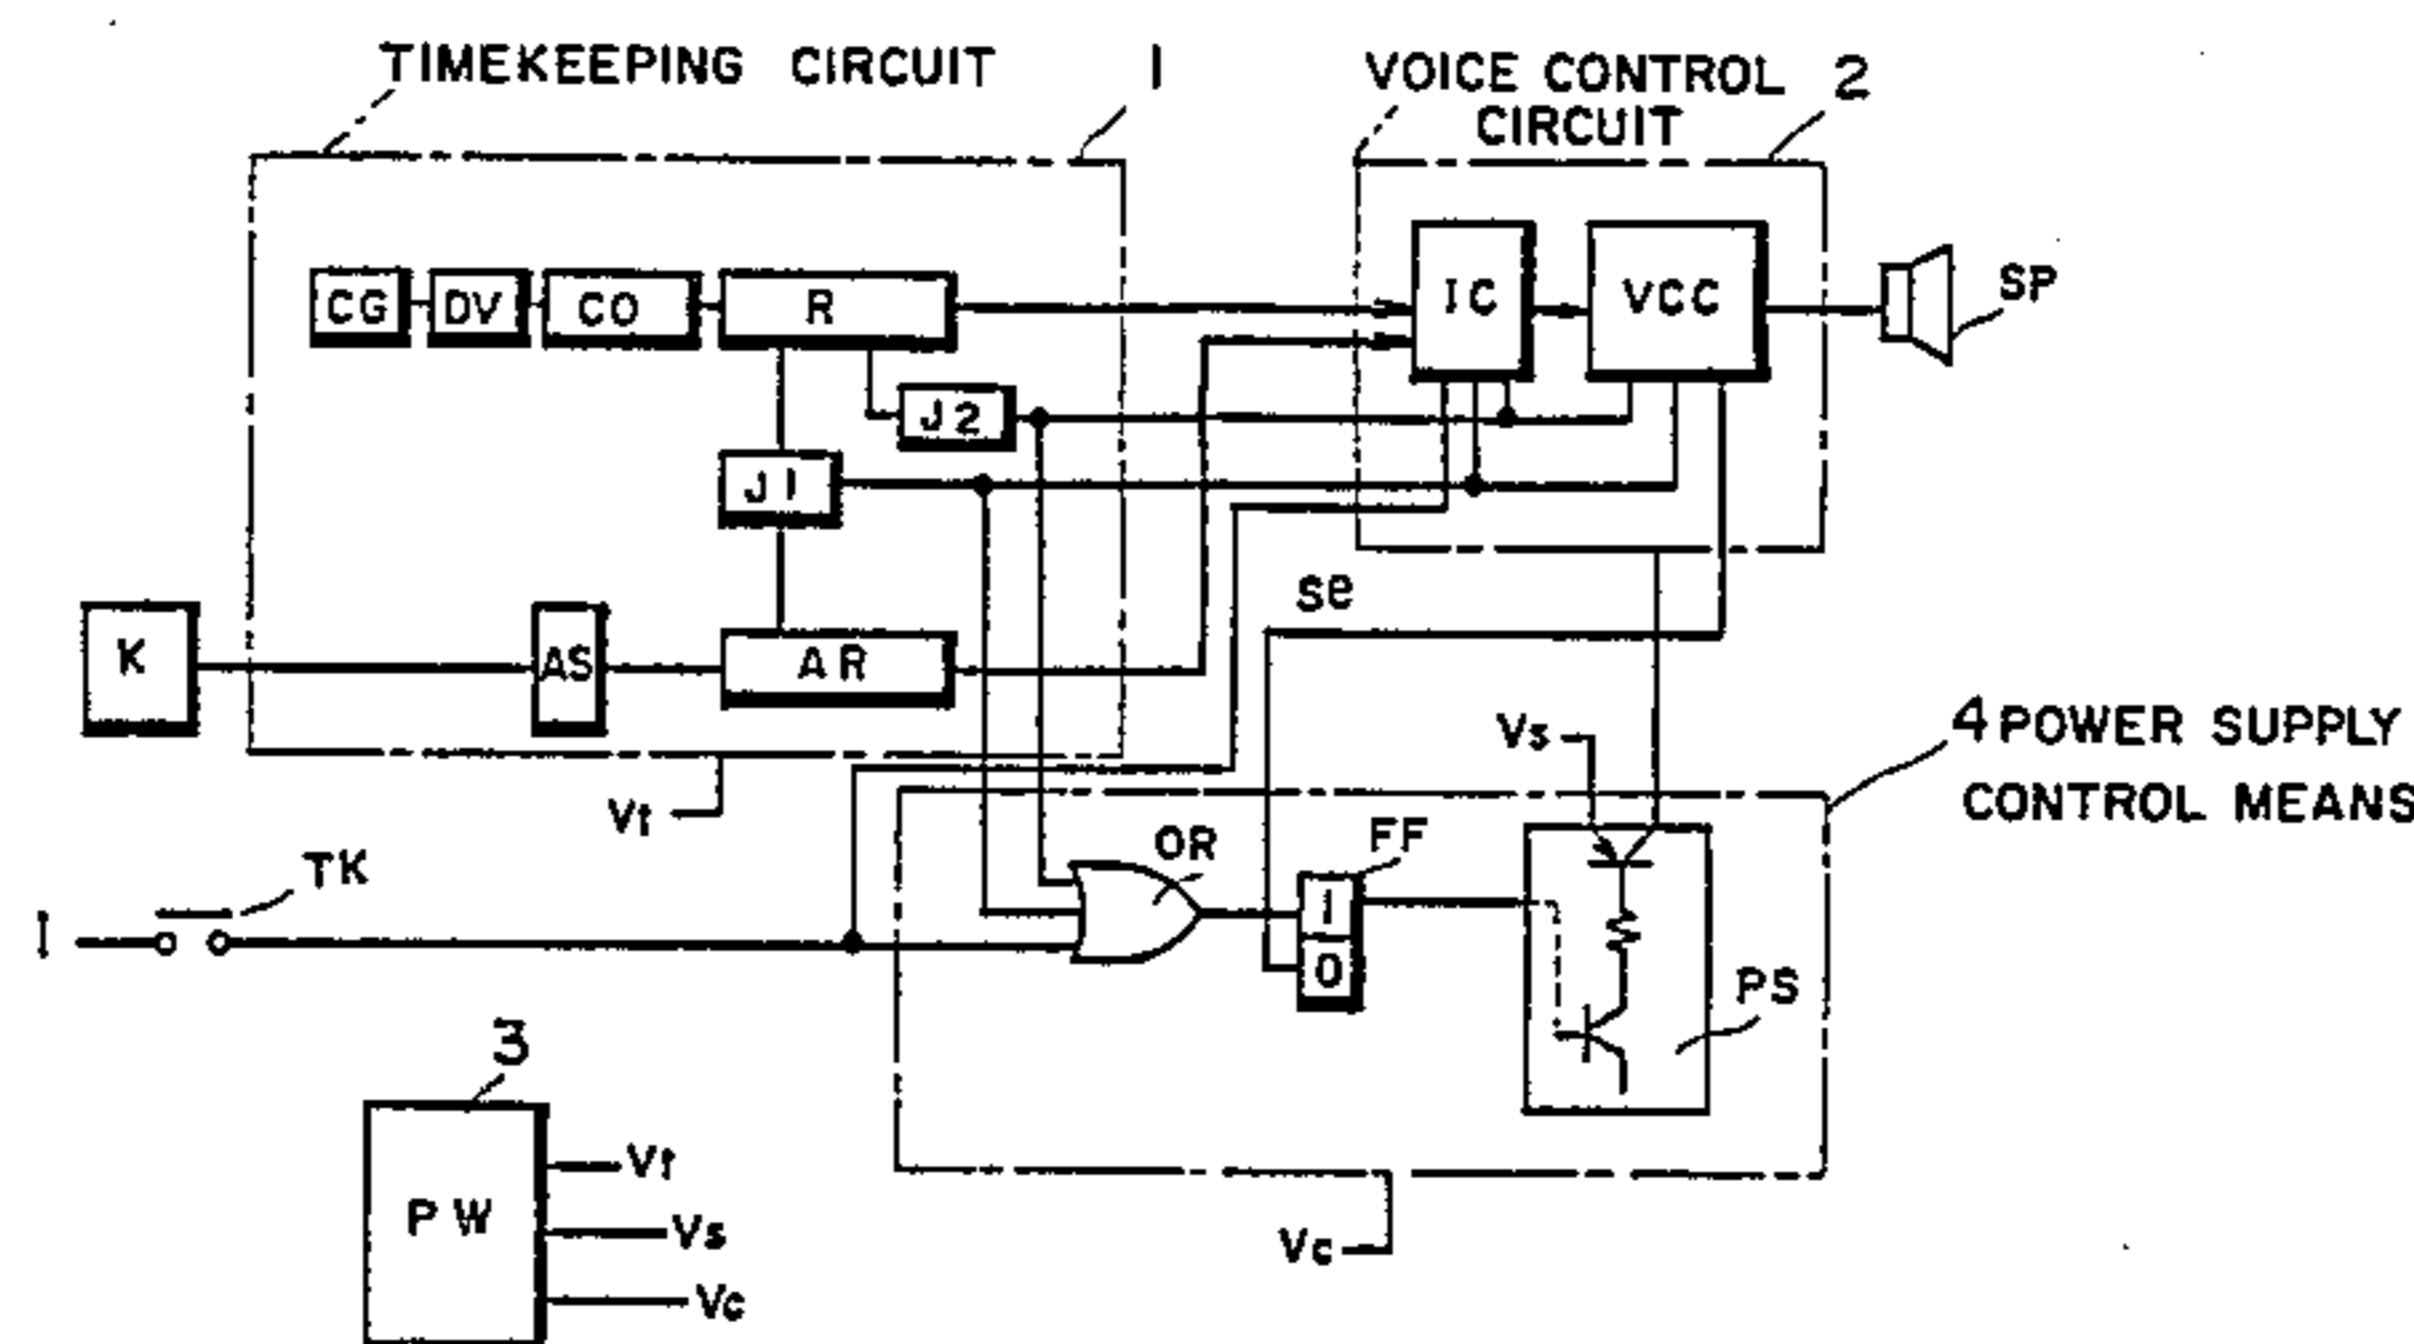 TIMEKEEPING CIRCUIT 1
VOICE CONTROL 2
CIRCUIT
CG DV CO R IC VCC SP
J2
J1
se
K AS AR
Vs
4 POWER SUPPLY
CONTROL MEANS
Vt
OR FF
TK
1
1
0
PS
3
PW
Vt
Vs
Vc
Vc